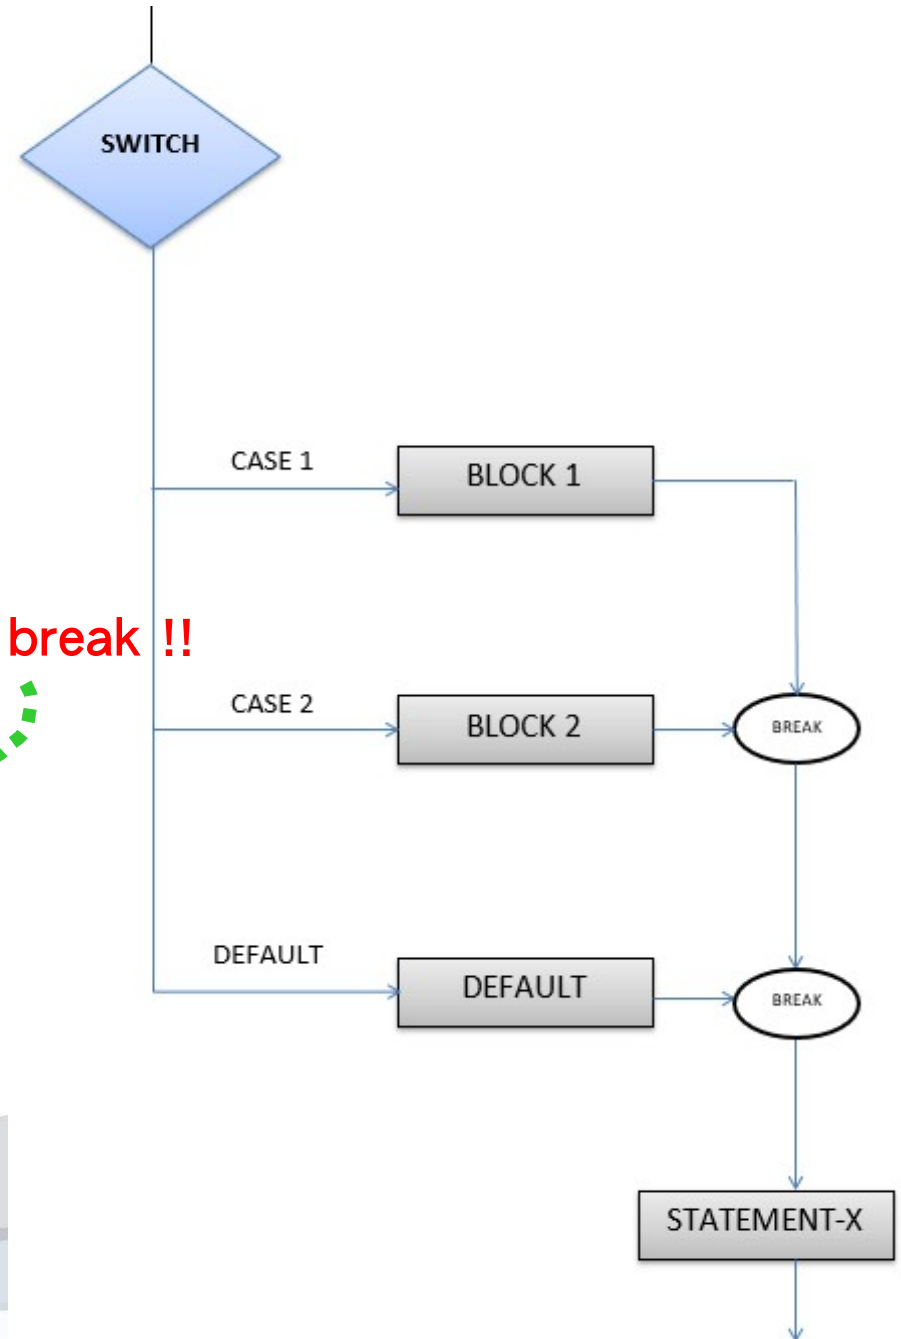 SWITCH
CASE 1
BLOCK 1
break !!
CASE 2
BLOCK 2
BREAK
DEFAULT
DEFAULT
BREAK
STATEMENT-X